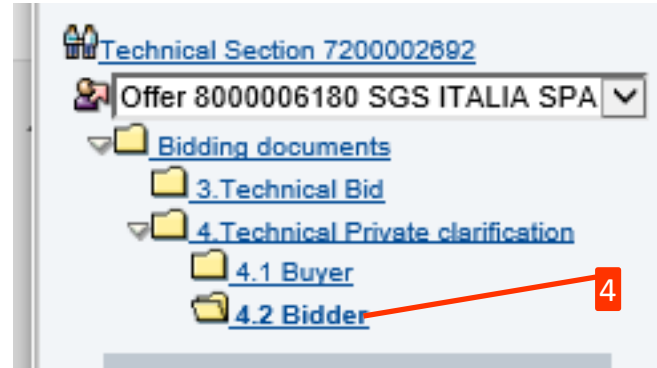 Technical Section 7200002692
Offer 8000006180 SGS ITALIA SPA
Bidding documents
3.Technical Bid
4.Technical Private clarification
4.1 Buyer
4.2 Bidder
4